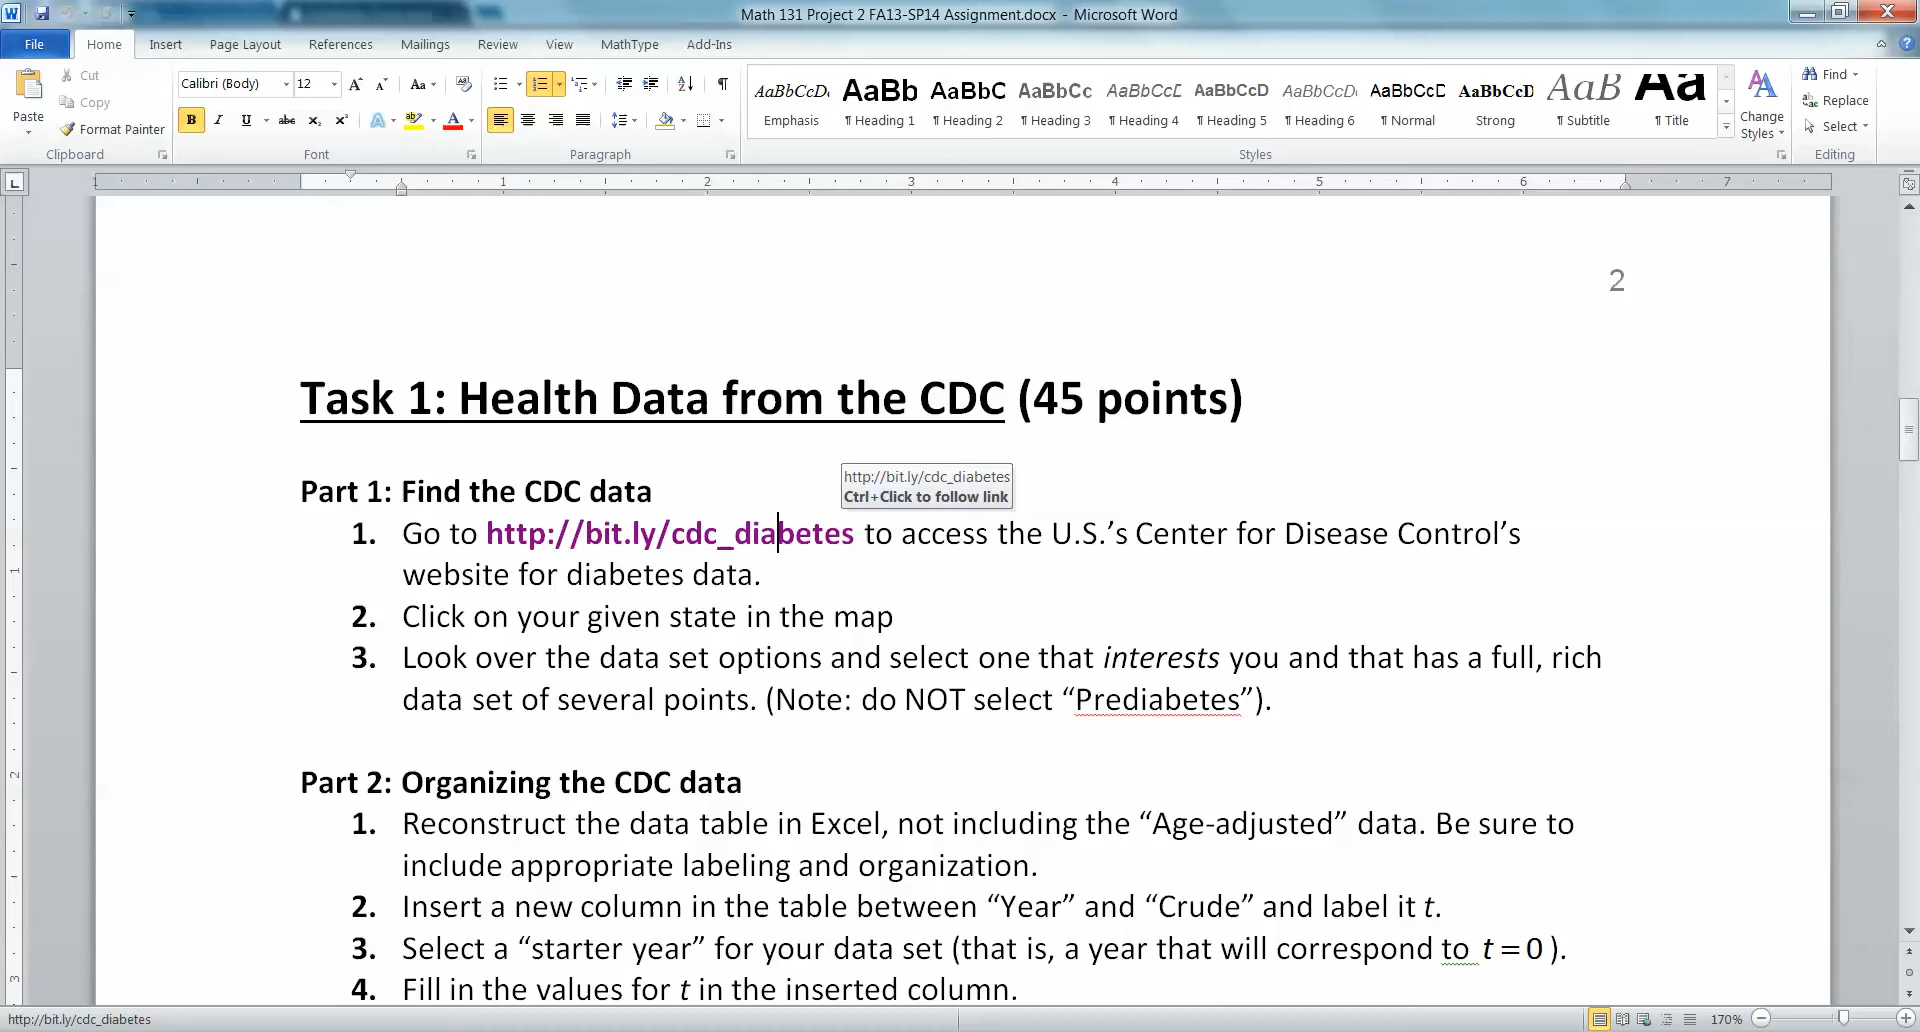 Math 131 Project 2 FA13-SP14 Assignment.docx - Microsoft Word
File Home Insert Page Layout References Mailings Review View MathType Add-Ins
Paste
Cut
Copy
Format Painter
Clipboard
Calibri (Body) 12
Font
Paragraph
AaBbCcDc AaBb AaBbC AaBbCc AaBbCcD AaBbCcD AaBbCcDc AaBbCcD AaBbCcD AaB AaB
Emphasis ¶ Heading 1 ¶ Heading 2 ¶ Heading 3 ¶ Heading 4 ¶ Heading 5 ¶ Heading 6 ¶ Normal Strong ¶ Subtitle ¶ Title
Styles
Change
Styles
Find
Replace
Select
Editing
1 1 2 3 4 5 6 7
2
Task 1: Health Data from the CDC (45 points)
http://bit.ly/cdc_diabetes
Ctrl+Click to follow link
Part 1: Find the CDC data
1. Go to http://bit.ly/cdc_diabetes to access the U.S.’s Center for Disease Control’s
website for diabetes data.
2. Click on your given state in the map
3. Look over the data set options and select one that interests you and that has a full, rich
data set of several points. (Note: do NOT select “Prediabetes”).
Part 2: Organizing the CDC data
1. Reconstruct the data table in Excel, not including the “Age-adjusted” data. Be sure to
include appropriate labeling and organization.
2. Insert a new column in the table between “Year” and “Crude” and label it t.
3. Select a “starter year” for your data set (that is, a year that will correspond to t = 0 ).
4. Fill in the values for t in the inserted column.
http://bit.ly/cdc_diabetes
170%